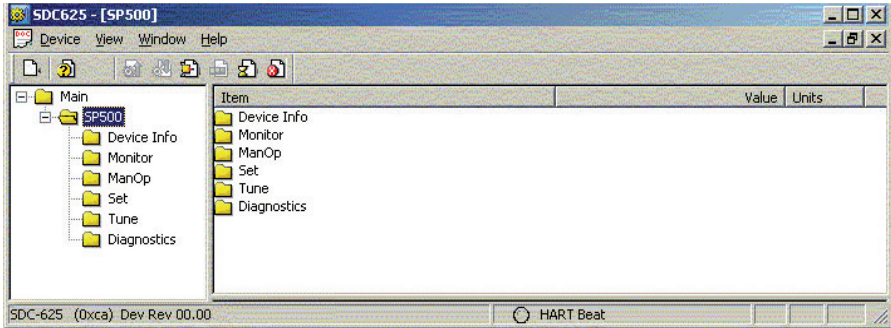 SDC625 - [SP500]
Device View Window Help
Main
SP500
Device Info
Monitor
ManOp
Set
Tune
Diagnostics
Item Value Units
Device Info
Monitor
ManOp
Set
Tune
Diagnostics
SDC-625 (0xca) Dev Rev 00.00 HART Beat